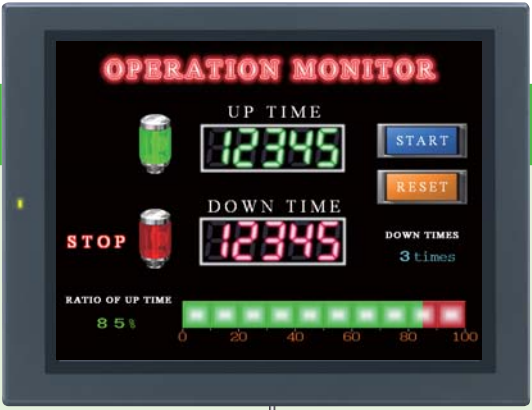 OPERATION MONITOR
UP TIME
12345
START
RESET
DOWN TIME
12345
STOP
DOWN TIMES
3 times
RATIO OF UP TIME
85%
0 20 40 60 80 100